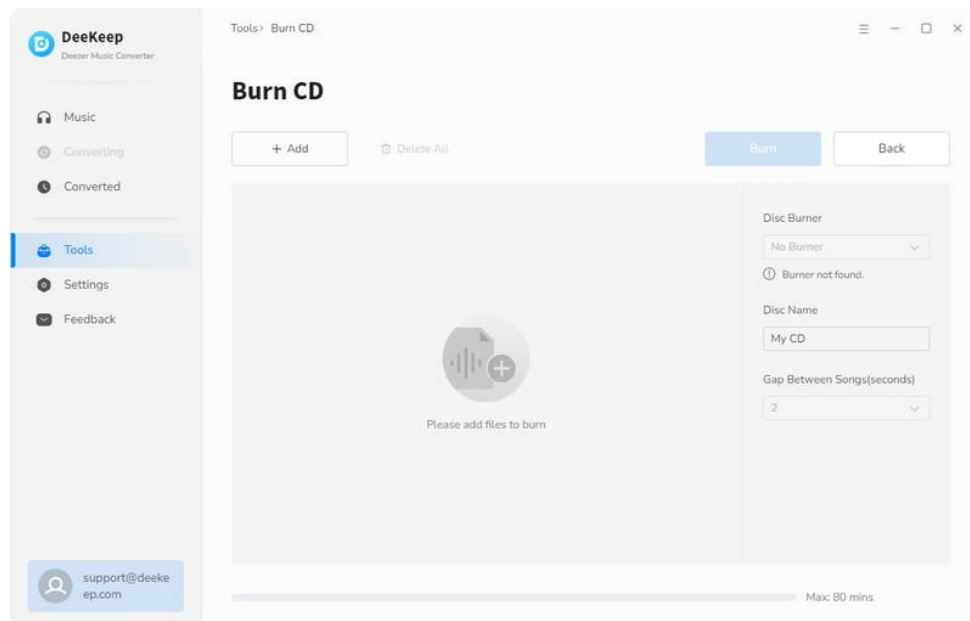 DeeKeep
Deezer Music Converter
Music
Converting
Converted
Tools
Settings
Feedback
support@deeke
ep.com
Tools› Burn CD
Burn CD
+ Add
Delete All
Burn
Back
Please add files to burn
Disc Burner
No Burner
Burner not found.
Disc Name
My CD
Gap Between Songs(seconds)
2
Max: 80 mins